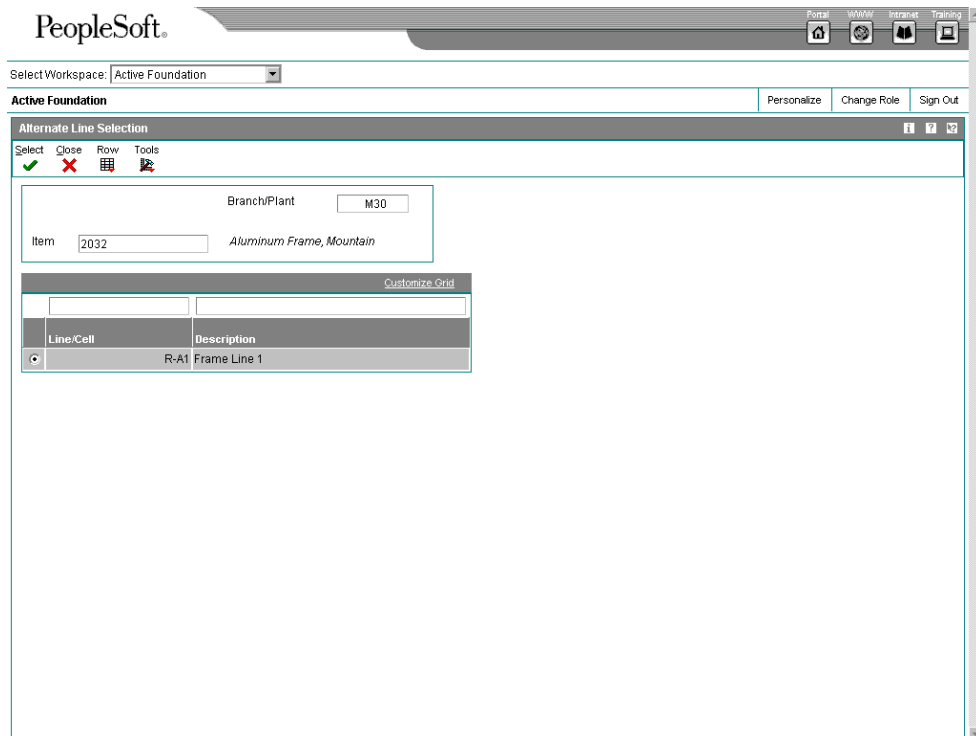 PeopleSoft®
Portal WWW Intranet Training
Select Workspace: Active Foundation
Active Foundation Personalize Change Role Sign Out
Alternate Line Selection
Select Close Row Tools
Branch/Plant M30
Item 2032 Aluminum Frame, Mountain
Customize Grid
Line/Cell Description
R-A1 Frame Line 1